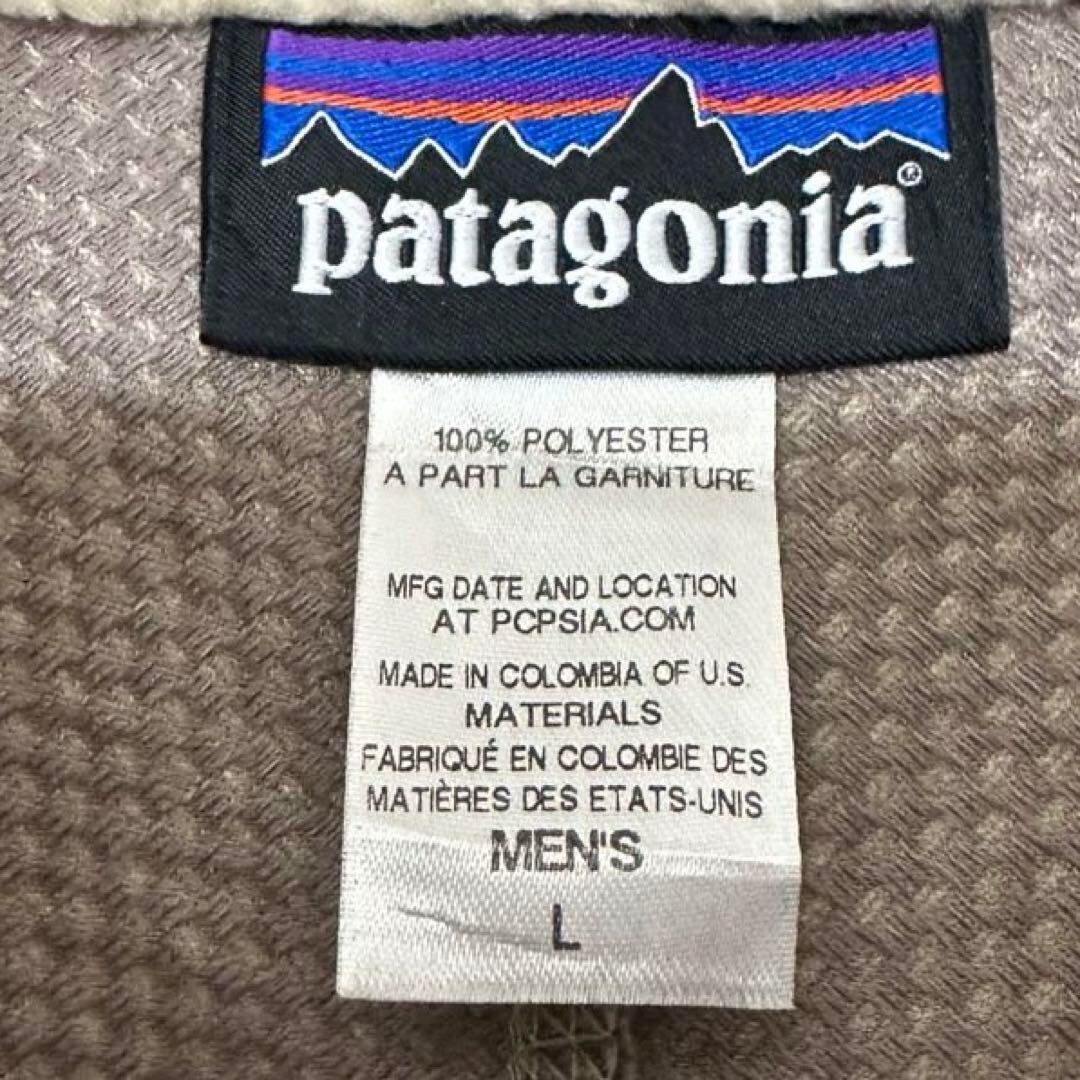 patagonia®
100% POLYESTER
A PART LA GARNITURE
MFG DATE AND LOCATION
AT PCPSIA.COM
MADE IN COLOMBIA OF U.S.
MATERIALS
FABRIQUÉ EN COLOMBIE DES
MATIÈRES DES ETATS-UNIS
MEN'S
L